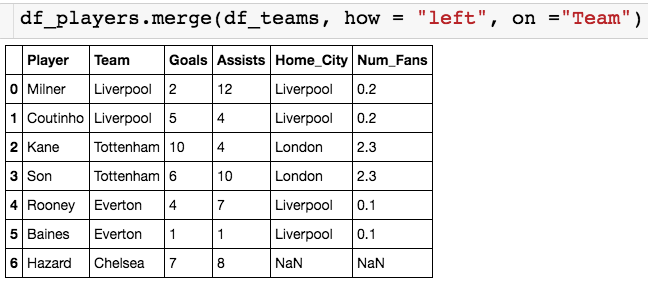 df_players.merge(df_teams, how = "left", on ="Team")
Player Team Goals Assists Home_City Num_Fans
0 Milner Liverpool 2 12 Liverpool 0.2
1 Coutinho Liverpool 5 4 Liverpool 0.2
2 Kane Tottenham 10 4 London 2.3
3 Son Tottenham 6 10 London 2.3
4 Rooney Everton 4 7 Liverpool 0.1
5 Baines Everton 1 1 Liverpool 0.1
6 Hazard Chelsea 7 8 NaN NaN